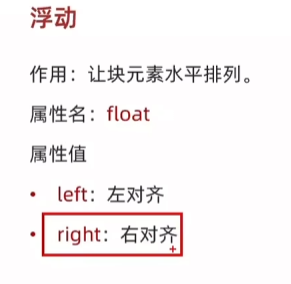 浮动
作用：让块元素水平排列。
属性名：float
属性值
• left：左对齐
• right：右对齐